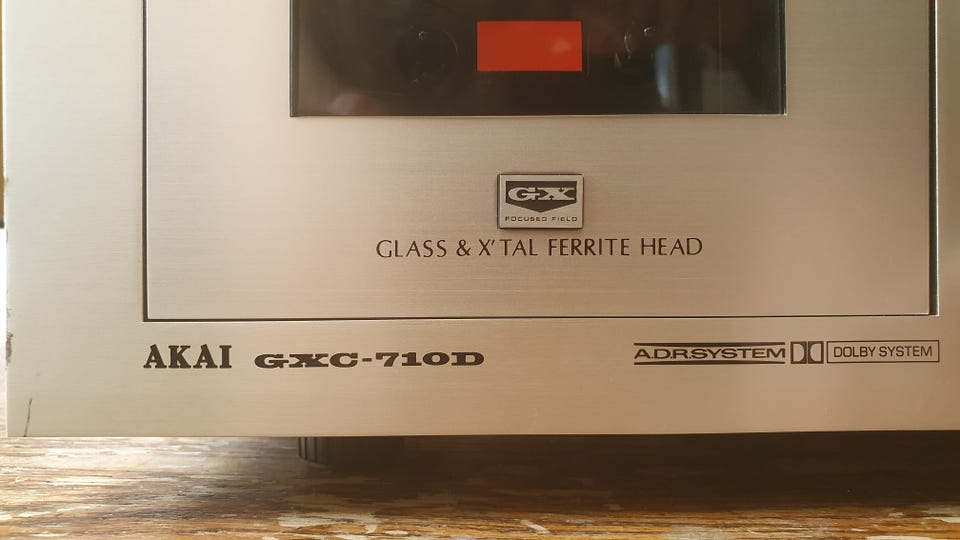 GX
FOCUSED FIELD
GLASS & X'TAL FERRITE HEAD
AKAI GXC-710D
A.D.R.SYSTEM DOLBY SYSTEM